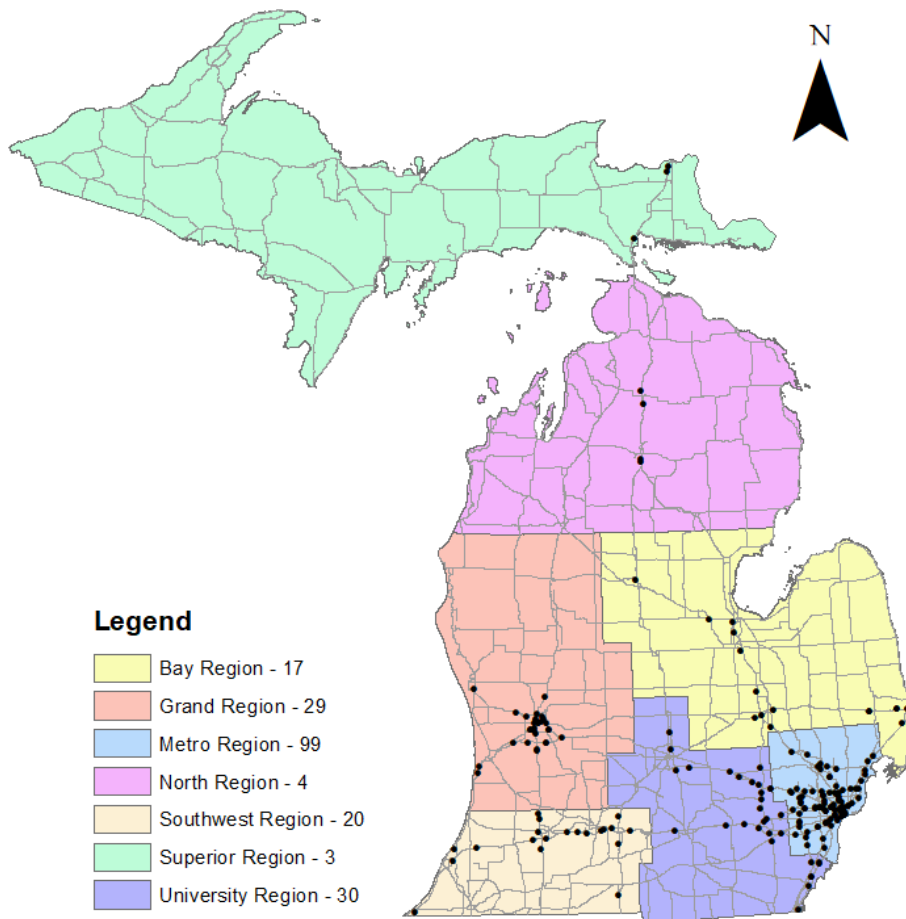 N
Legend
Bay Region - 17
Grand Region - 29
Metro Region - 99
North Region - 4
Southwest Region - 20
Superior Region - 3
University Region - 30